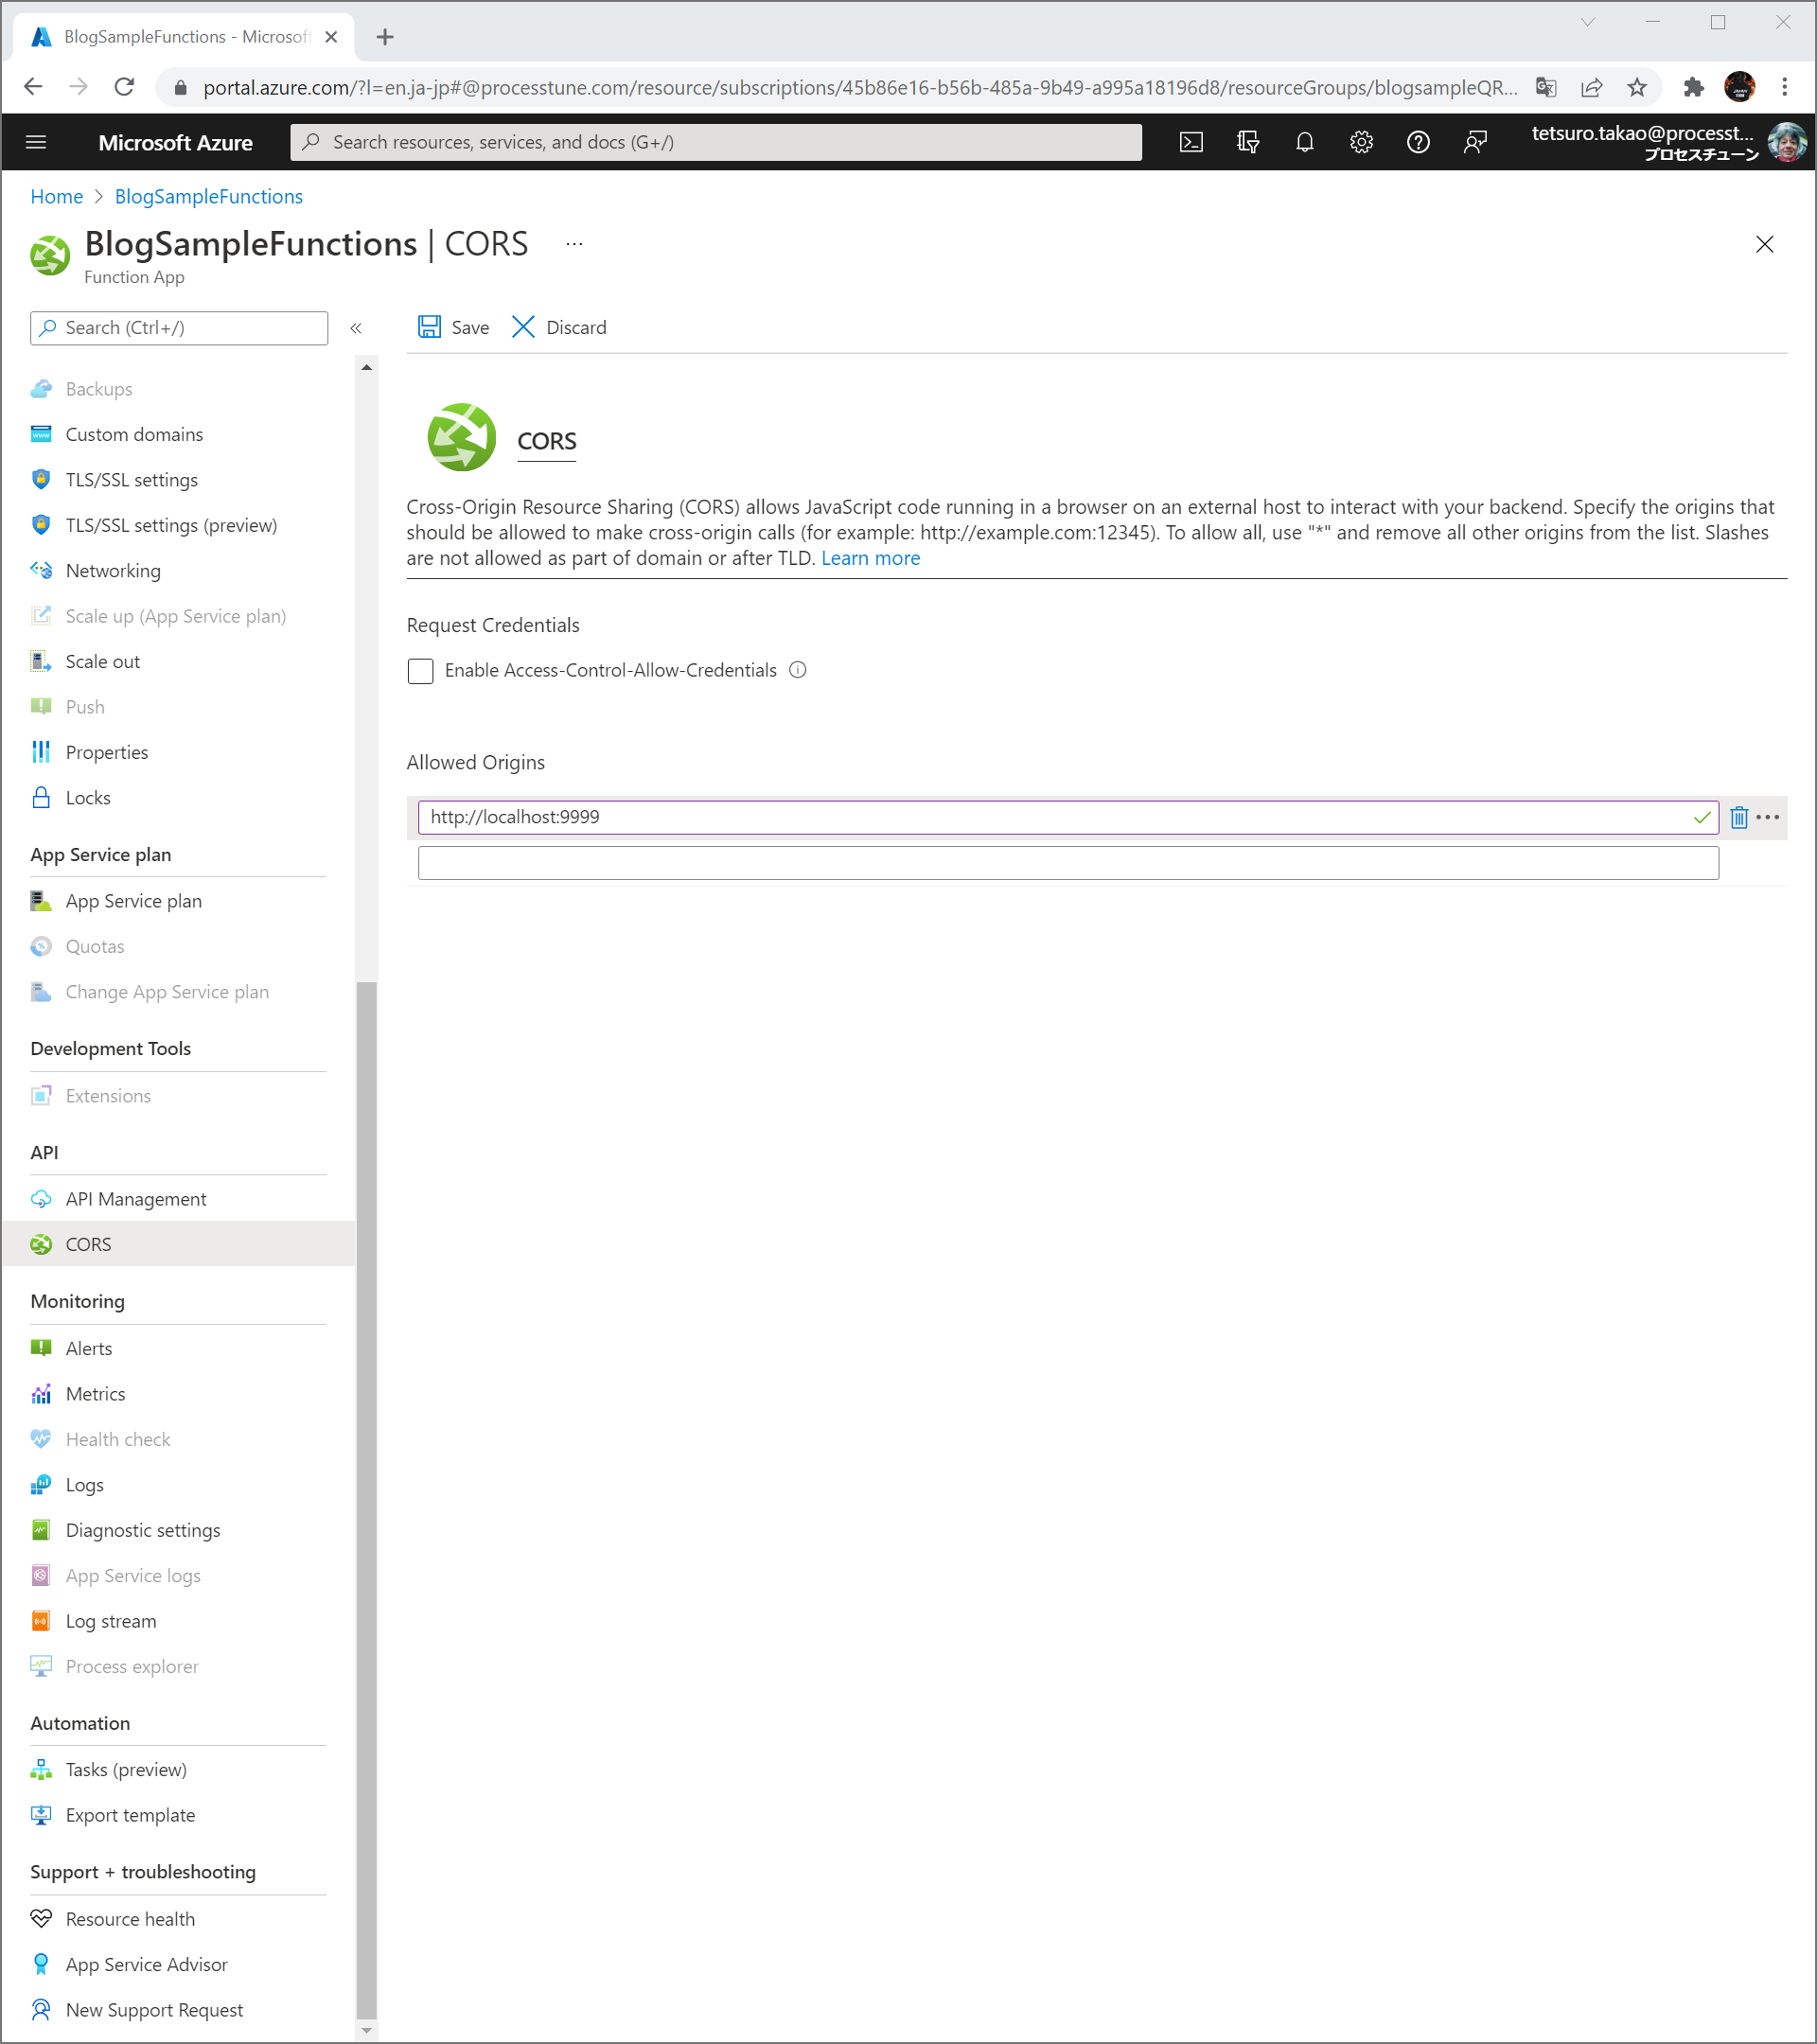 BlogSampleFunctions - Microsof
portal.azure.com/?l=en.ja-jp#@processtune.com/resource/subscriptions/45b86e16-b56b-485a-9b49-a995a18196d8/resourceGroups/blogsampleQR...
Microsoft Azure
Search resources, services, and docs (G+/)
tetsuro.takao@processt...
プロセスチューン
Home > BlogSampleFunctions
BlogSampleFunctions | CORS ...
Function App
Search (Ctrl+/)
«
Save
Discard
Backups
Custom domains
TLS/SSL settings
TLS/SSL settings (preview)
Networking
Scale up (App Service plan)
Scale out
Push
Properties
Locks
App Service plan
App Service plan
Quotas
Change App Service plan
Development Tools
Extensions
API
API Management
CORS
Monitoring
Alerts
Metrics
Health check
Logs
Diagnostic settings
App Service logs
Log stream
Process explorer
Automation
Tasks (preview)
Export template
Support + troubleshooting
Resource health
App Service Advisor
New Support Request
CORS
Cross-Origin Resource Sharing (CORS) allows JavaScript code running in a browser on an external host to interact with your backend. Specify the origins that
should be allowed to make cross-origin calls (for example: http://example.com:12345). To allow all, use "*" and remove all other origins from the list. Slashes
are not allowed as part of domain or after TLD. Learn more
Request Credentials
Enable Access-Control-Allow-Credentials
Allowed Origins
http://localhost:9999